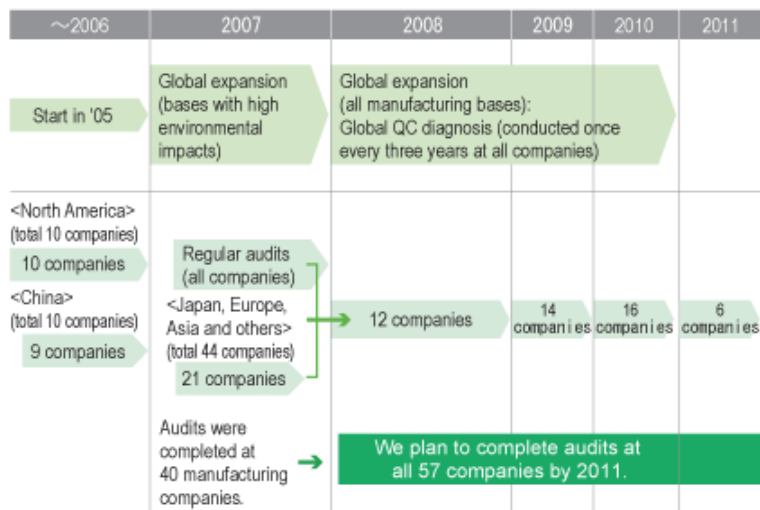 ～2006
2007
2008
2009
2010
2011
Start in '05
Global expansion
(bases with high
environmental
impacts)
Global expansion
(all manufacturing bases):
Global QC diagnosis (conducted once
every three years at all companies)
<North America>
(total 10 companies)
10 companies
<China>
(total 10 companies)
9 companies
Regular audits
(all companies)
<Japan, Europe,
Asia and others>
(total 44 companies)
21 companies
12 companies
14
companies
16
companies
6
companies
Audits were
completed at
40 manufacturing
companies.
We plan to complete audits at
all 57 companies by 2011.